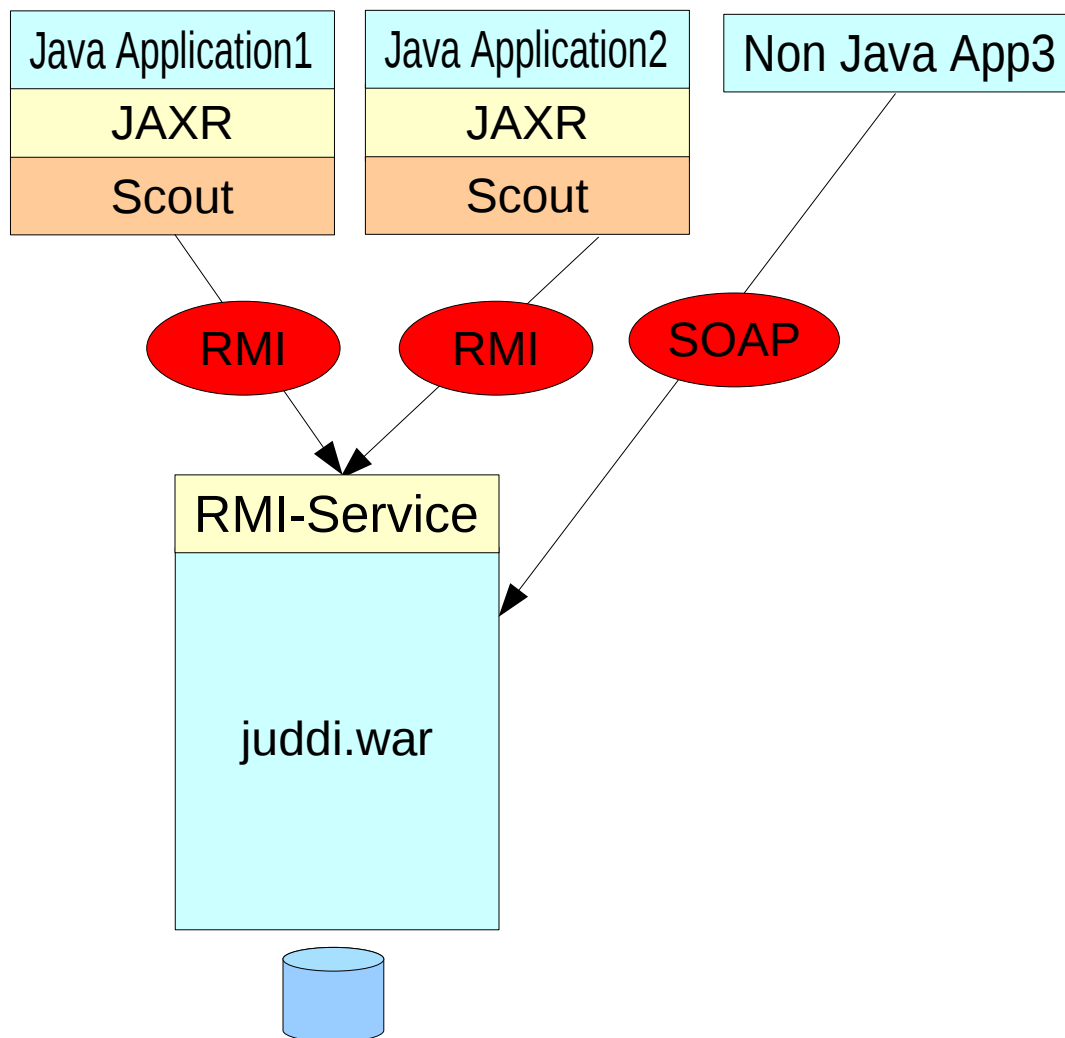 Java Application1
JAXR
Scout
Java Application2
JAXR
Scout
Non Java App3
RMI
RMI
SOAP
RMI-Service
juddi.war